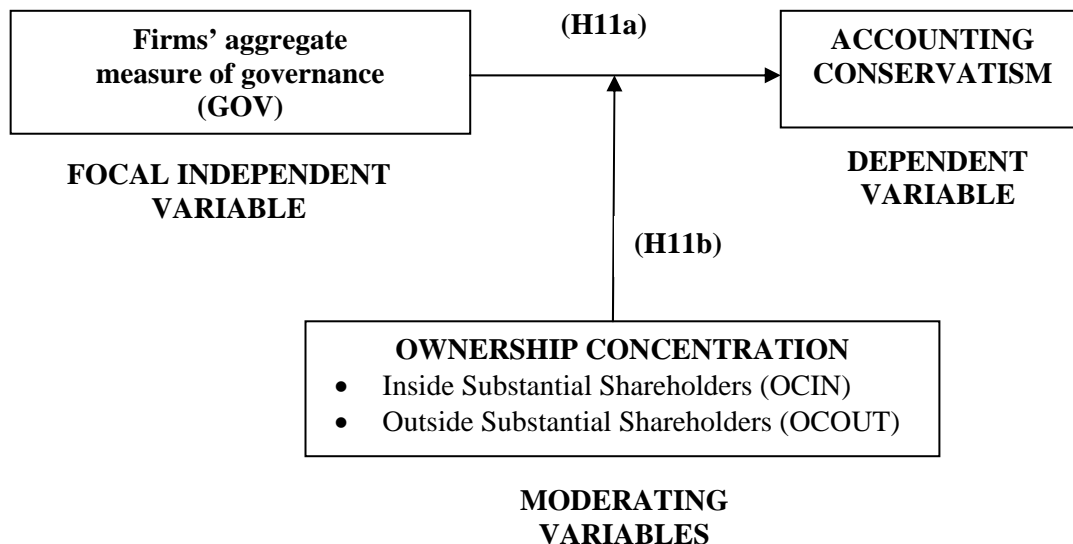 Firms’ aggregate
measure of governance
(GOV)
(H11a)
ACCOUNTING
CONSERVATISM
FOCAL INDEPENDENT
VARIABLE
DEPENDENT
VARIABLE
(H11b)
OWNERSHIP CONCENTRATION
• Inside Substantial Shareholders (OCIN)
• Outside Substantial Shareholders (OCOUT)
MODERATING
VARIABLES